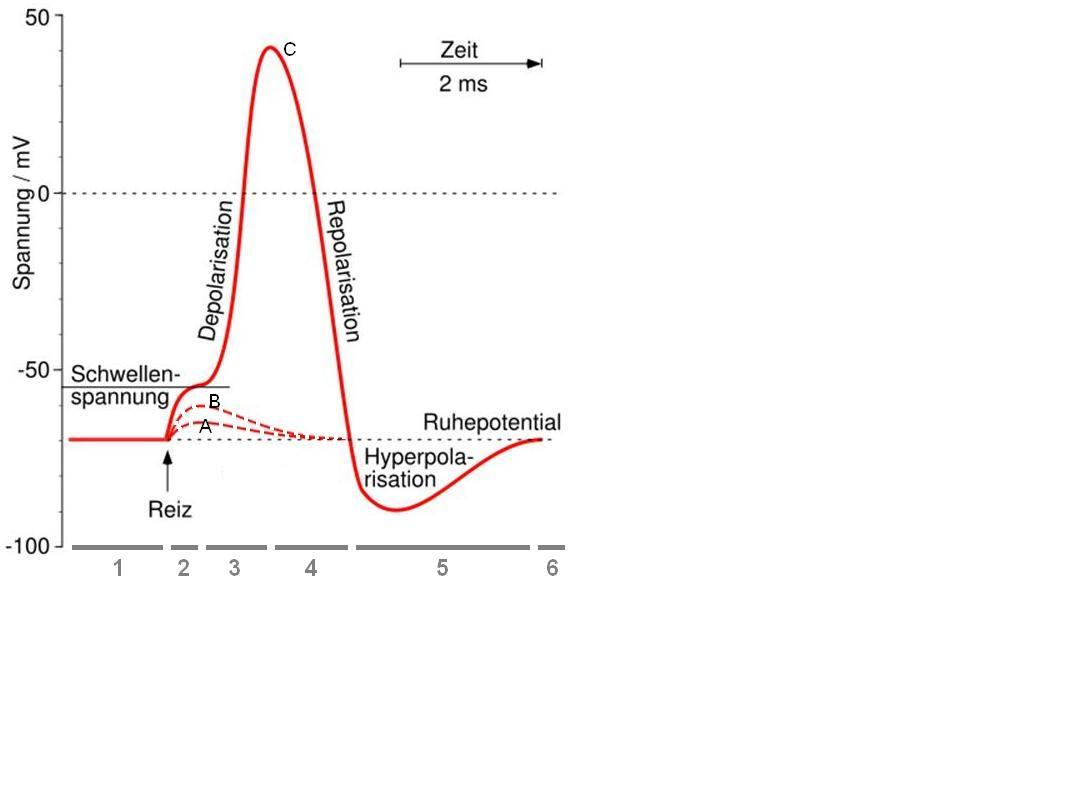 50
C
Zeit
2 ms
Spannung / mV
0
Depolarisation
Repolarisation
-50
Schwellen-
spannung
B
A
Ruhepotential
Hyperpola-
risation
Reiz
-100
1 2 3 4 5 6